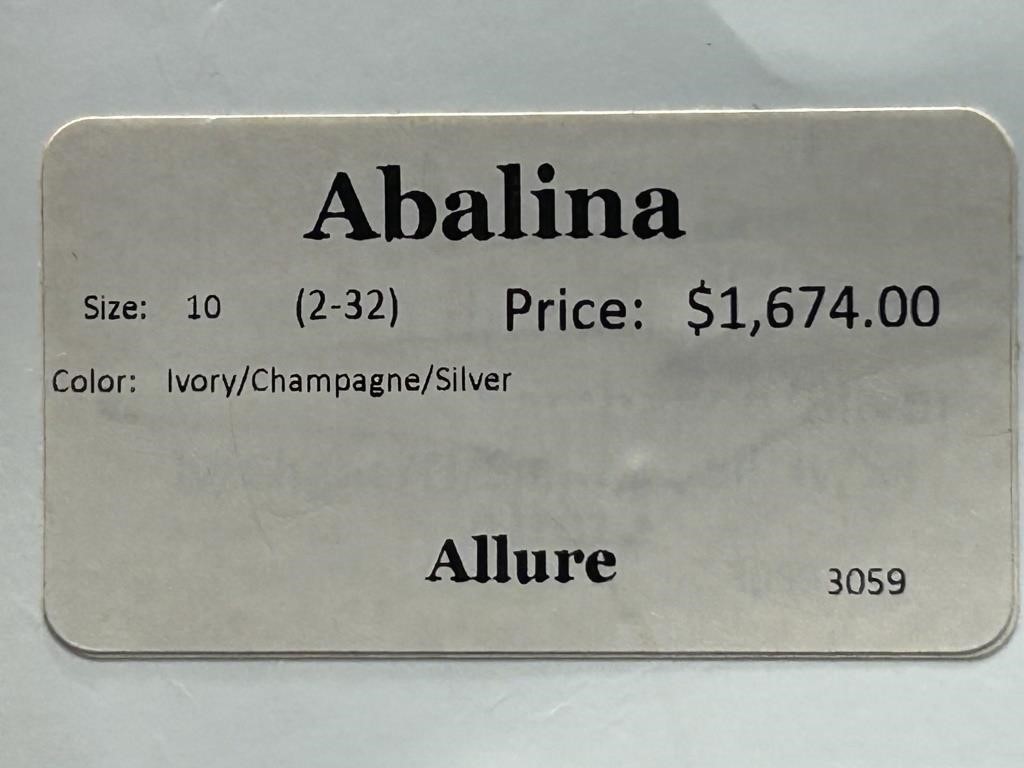 Abalina
Size: 10 (2-32) Price: $1,674.00
Color: Ivory/Champagne/Silver
Allure 3059